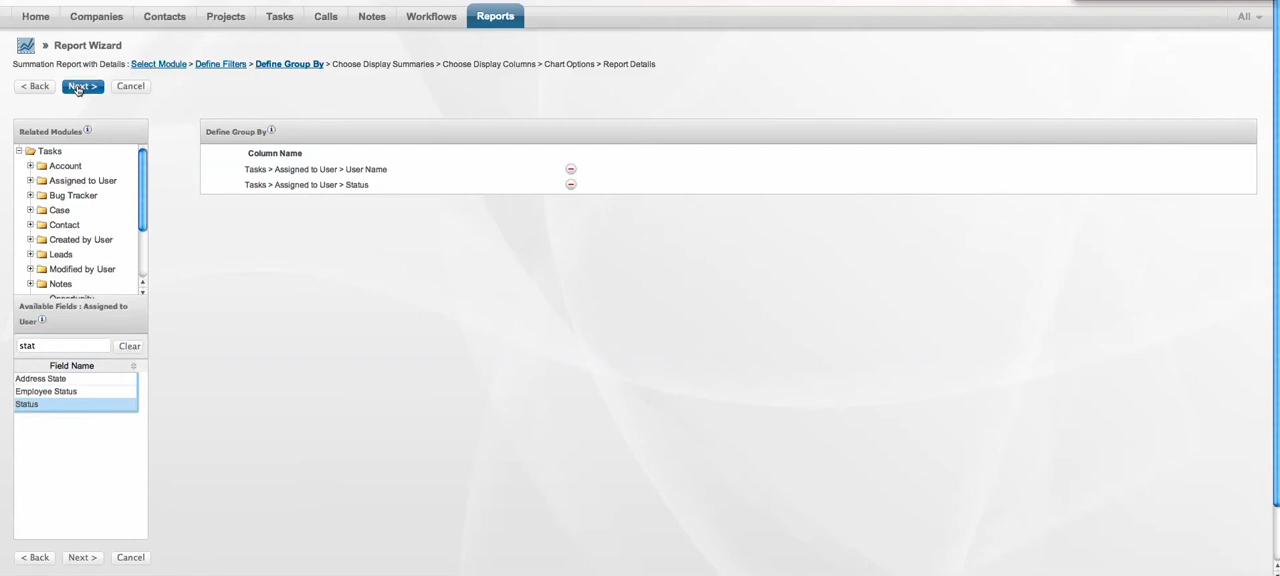 Home Companies Contacts Projects Tasks Calls Notes Workflows Reports All
» Report Wizard
Summation Report with Details : Select Module > Define Filters > Define Group By > Choose Display Summaries > Choose Display Columns > Chart Options > Report Details
< Back Next > Cancel
Related Modules
Define Group By
Tasks
Column Name
Account
Tasks > Assigned to User > User Name
Assigned to User
Tasks > Assigned to User > Status
Bug Tracker
Case
Contact
Created by User
Leads
Modified by User
Notes
Opportunity
Available Fields : Assigned to
User
stat Clear
Field Name
Address State
Employee Status
Status
< Back Next > Cancel